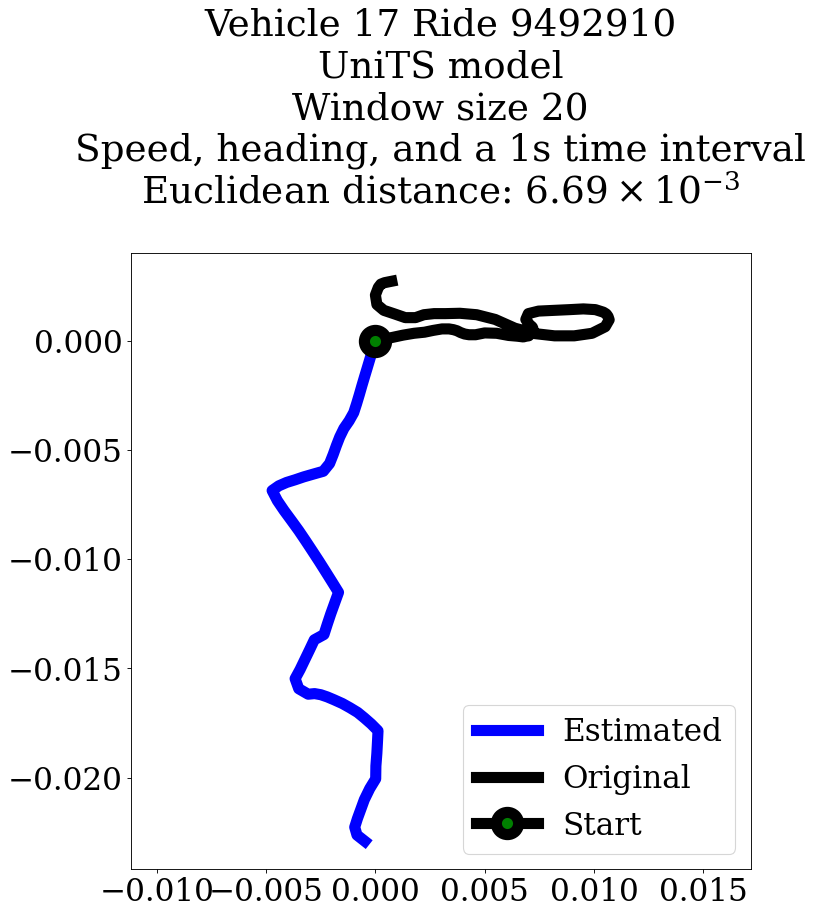 Vehicle 17 Ride 9492910
UniTS model
Window size 20
Speed, heading, and a 1s time interval
Euclidean distance: 6.69 × 10⁻³
0.000
−0.005
−0.010
−0.015
−0.020
Estimated
Original
Start
−0.010 −0.005 0.000 0.005 0.010 0.015